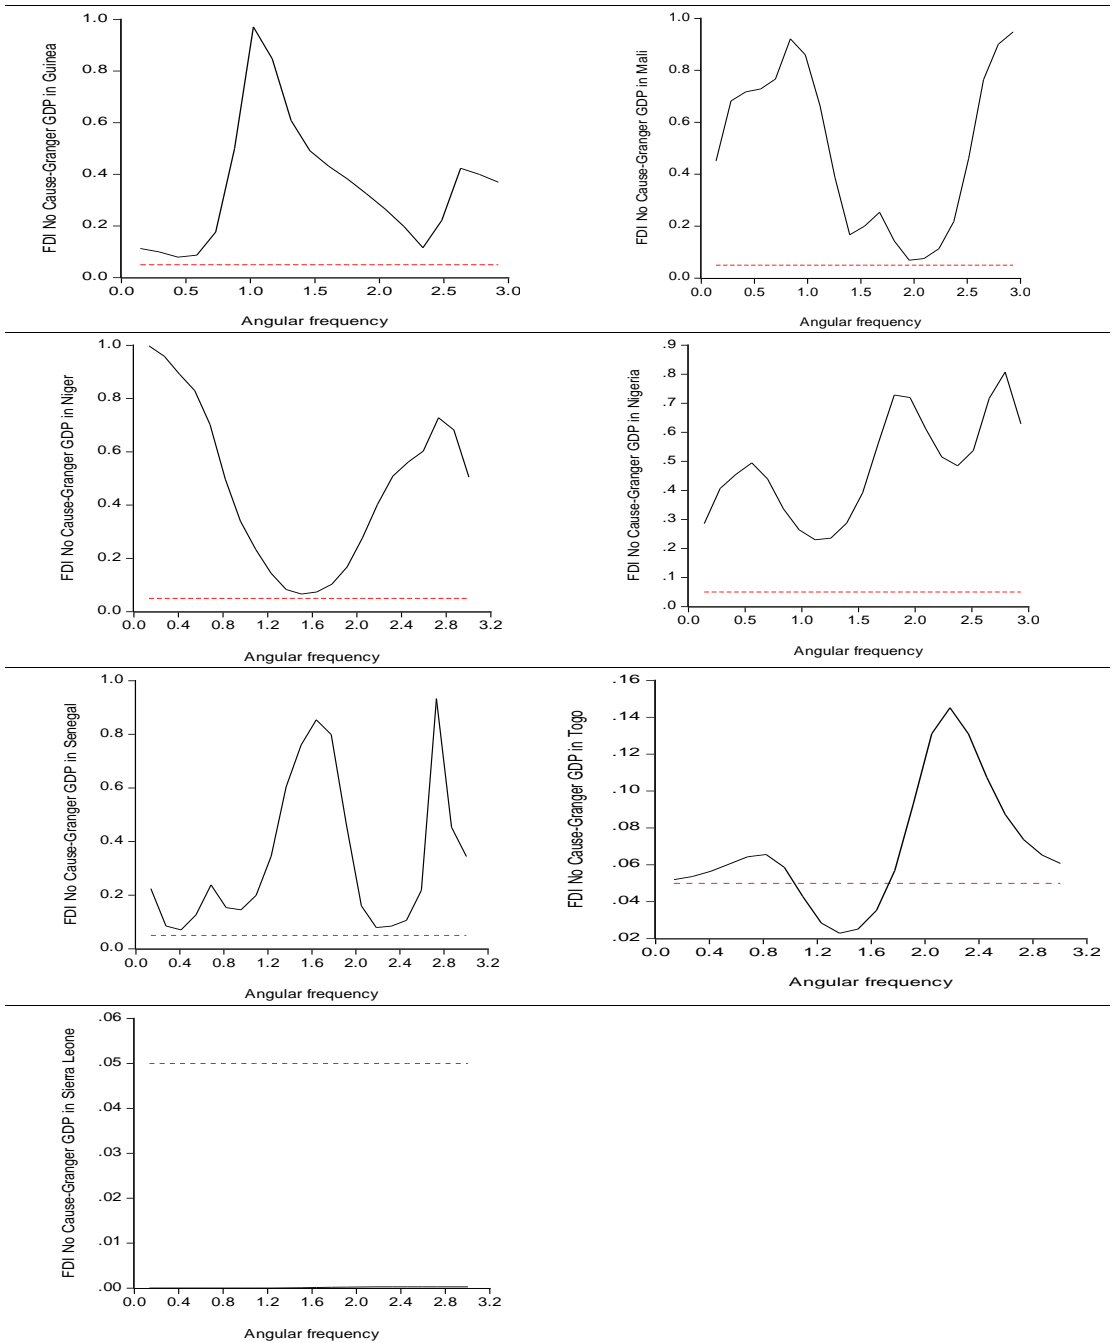 FDI No Cause-Granger GDP in Guinea
1.0
0.8
0.6
0.4
0.2
0.0
0.0 0.5 1.0 1.5 2.0 2.5 3.0
Angular frequency
FDI No Cause-Granger GDP in Mali
1.0
0.8
0.6
0.4
0.2
0.0
0.0 0.5 1.0 1.5 2.0 2.5 3.0
Angular frequency
FDI No Cause-Granger GDP in Niger
1.0
0.8
0.6
0.4
0.2
0.0
0.0 0.4 0.8 1.2 1.6 2.0 2.4 2.8 3.2
Angular frequency
FDI No Cause-Granger GDP in Nigeria
.9
.8
.7
.6
.5
.4
.3
.2
.1
.0
0.0 0.5 1.0 1.5 2.0 2.5 3.0
Angular frequency
FDI No Cause-Granger GDP in Senegal
1.0
0.8
0.6
0.4
0.2
0.0
0.0 0.4 0.8 1.2 1.6 2.0 2.4 2.8 3.2
Angular frequency
FDI No Cause-Granger GDP in Togo
.16
.14
.12
.10
.08
.06
.04
.02
0.0 0.4 0.8 1.2 1.6 2.0 2.4 2.8 3.2
Angular frequency
FDI No Cause-Granger GDP in Sierra Leone
.06
.05
.04
.03
.02
.01
.00
0.0 0.4 0.8 1.2 1.6 2.0 2.4 2.8 3.2
Angular frequency